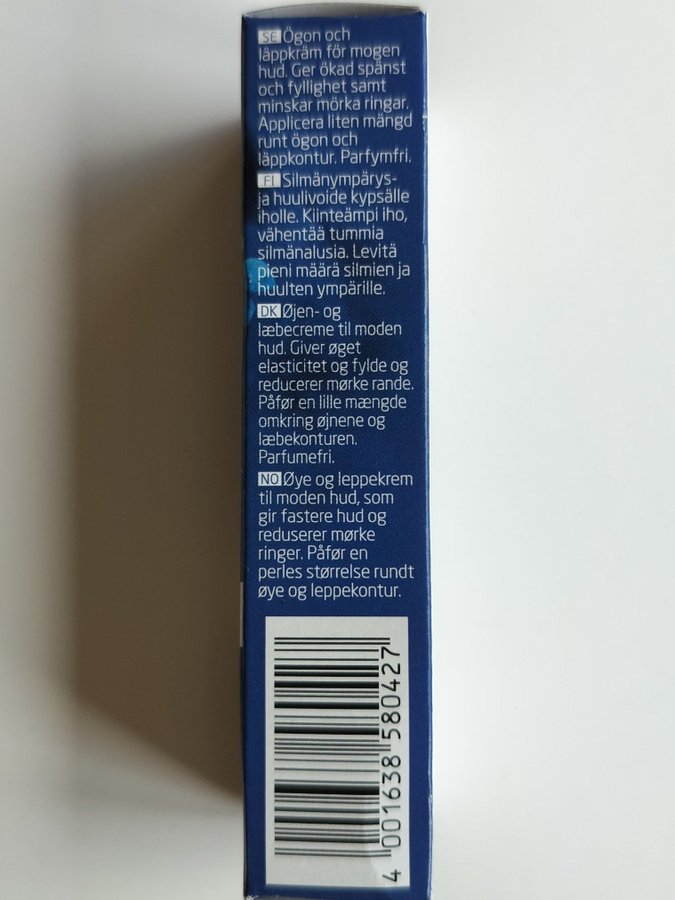 SE Ögon och
läppkräm för mogen
hud. Ger ökad spänst
och fyllighet samt
minskar mörka ringar.
Applicera liten mängd
runt ögon och
läppkontur. Parfymfri.
FI Silmänympärys-
ja huulivoide kypsälle
iholle. Kiinteämpi iho,
vähentää tummia
silmänalusia. Levitä
pieni määrä silmien ja
huulten ympärille.
DK Øjen- og
læbecreme til moden
hud. Giver øget
elasticitet og fylde og
reducerer mørke rande.
Påfør en lille mængde
omkring øjnene og
læbekonturen.
Parfumefri.
NO Øye og leppekrem
til moden hud, som
gir fastere hud og
reduserer mørke
ringer. Påfør en
perles størrelse rundt
øye og leppekontur.
4 001638 580427